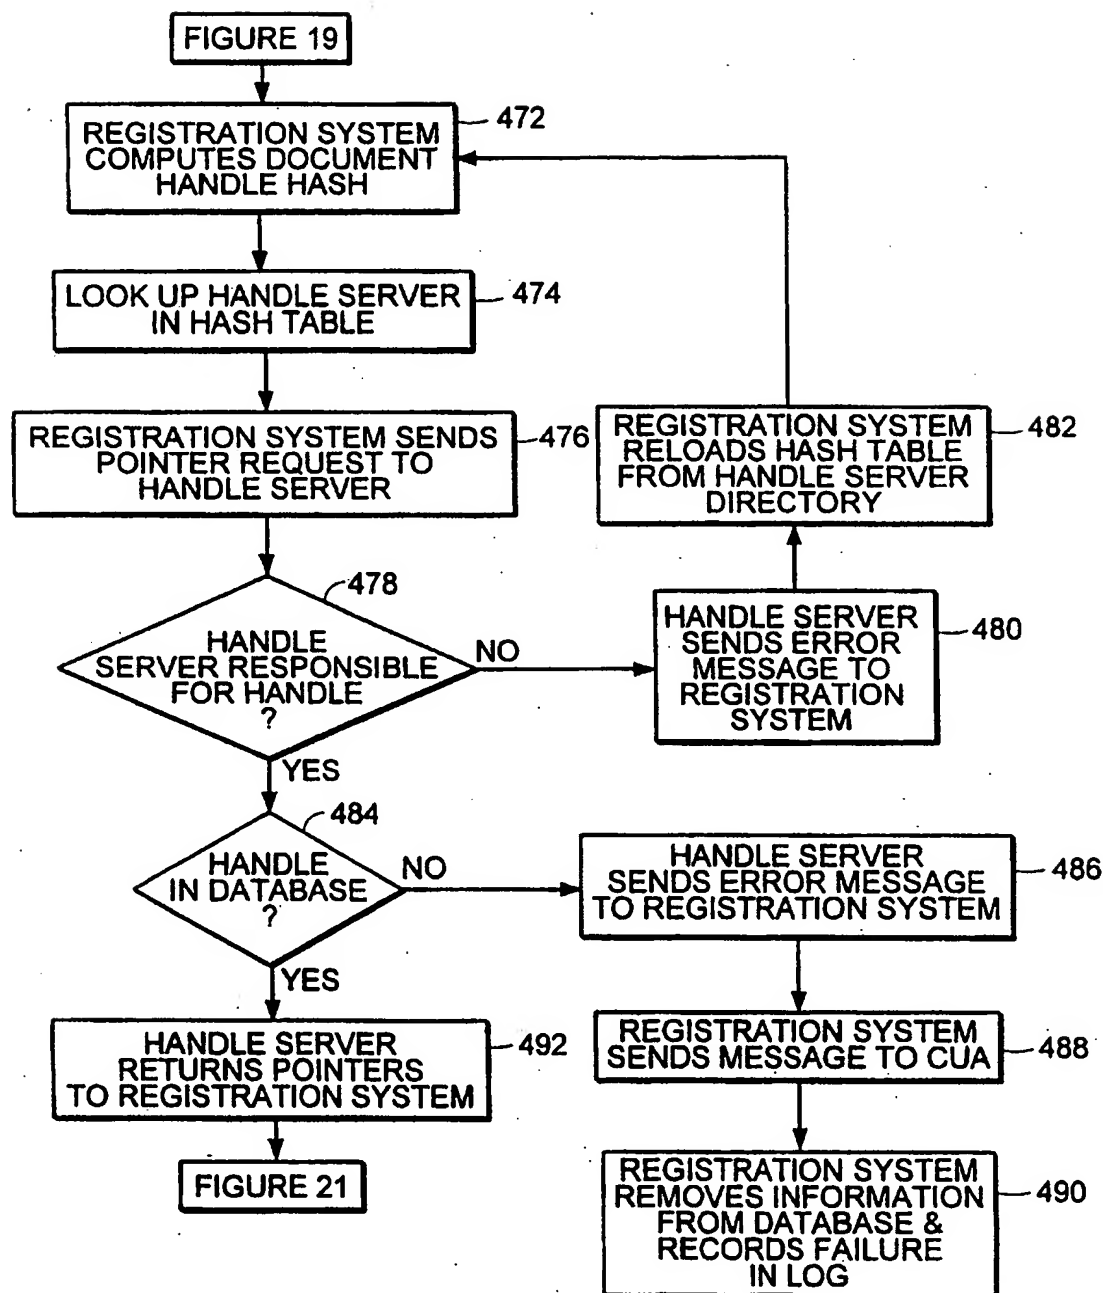 FIGURE 19
REGISTRATION SYSTEM
COMPUTES DOCUMENT
HANDLE HASH
472
LOOK UP HANDLE SERVER
IN HASH TABLE
474
REGISTRATION SYSTEM SENDS
POINTER REQUEST TO
HANDLE SERVER
476
REGISTRATION SYSTEM
RELOADS HASH TABLE
FROM HANDLE SERVER
DIRECTORY
482
478
HANDLE
SERVER RESPONSIBLE
FOR HANDLE
?
NO
HANDLE SERVER
SENDS ERROR
MESSAGE TO
REGISTRATION
SYSTEM
480
YES
484
HANDLE
IN DATABASE
?
NO
HANDLE SERVER
SENDS ERROR MESSAGE
TO REGISTRATION SYSTEM
486
YES
HANDLE SERVER
RETURNS POINTERS
TO REGISTRATION SYSTEM
492
REGISTRATION SYSTEM
SENDS MESSAGE TO CUA
488
FIGURE 21
REGISTRATION SYSTEM
REMOVES INFORMATION
FROM DATABASE &
RECORDS FAILURE
IN LOG
490